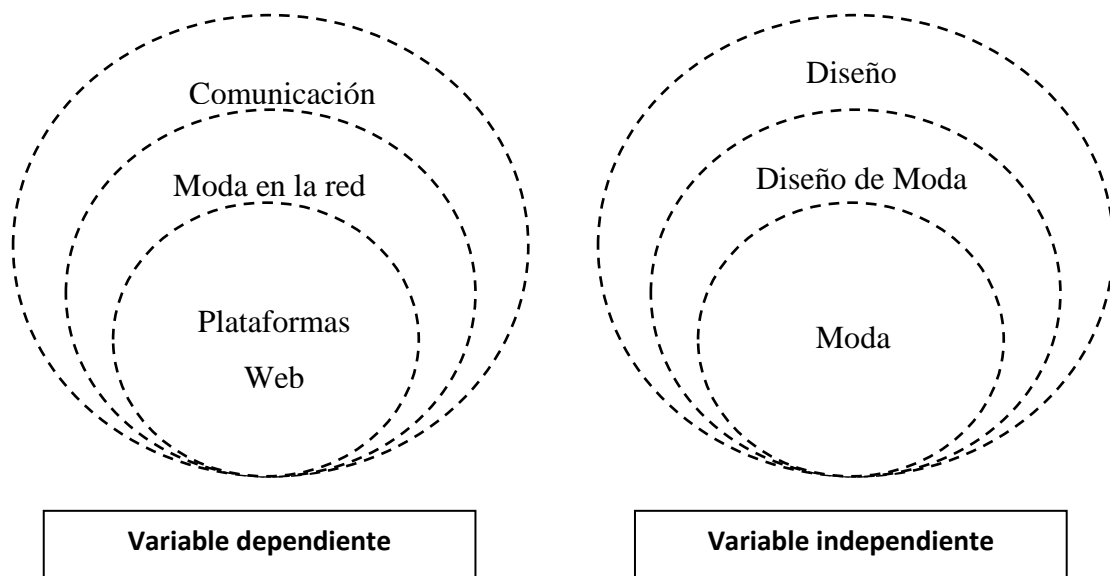 Comunicación
Moda en la red
Plataformas
Web
Variable dependiente
Diseño
Diseño de Moda
Moda
Variable independiente